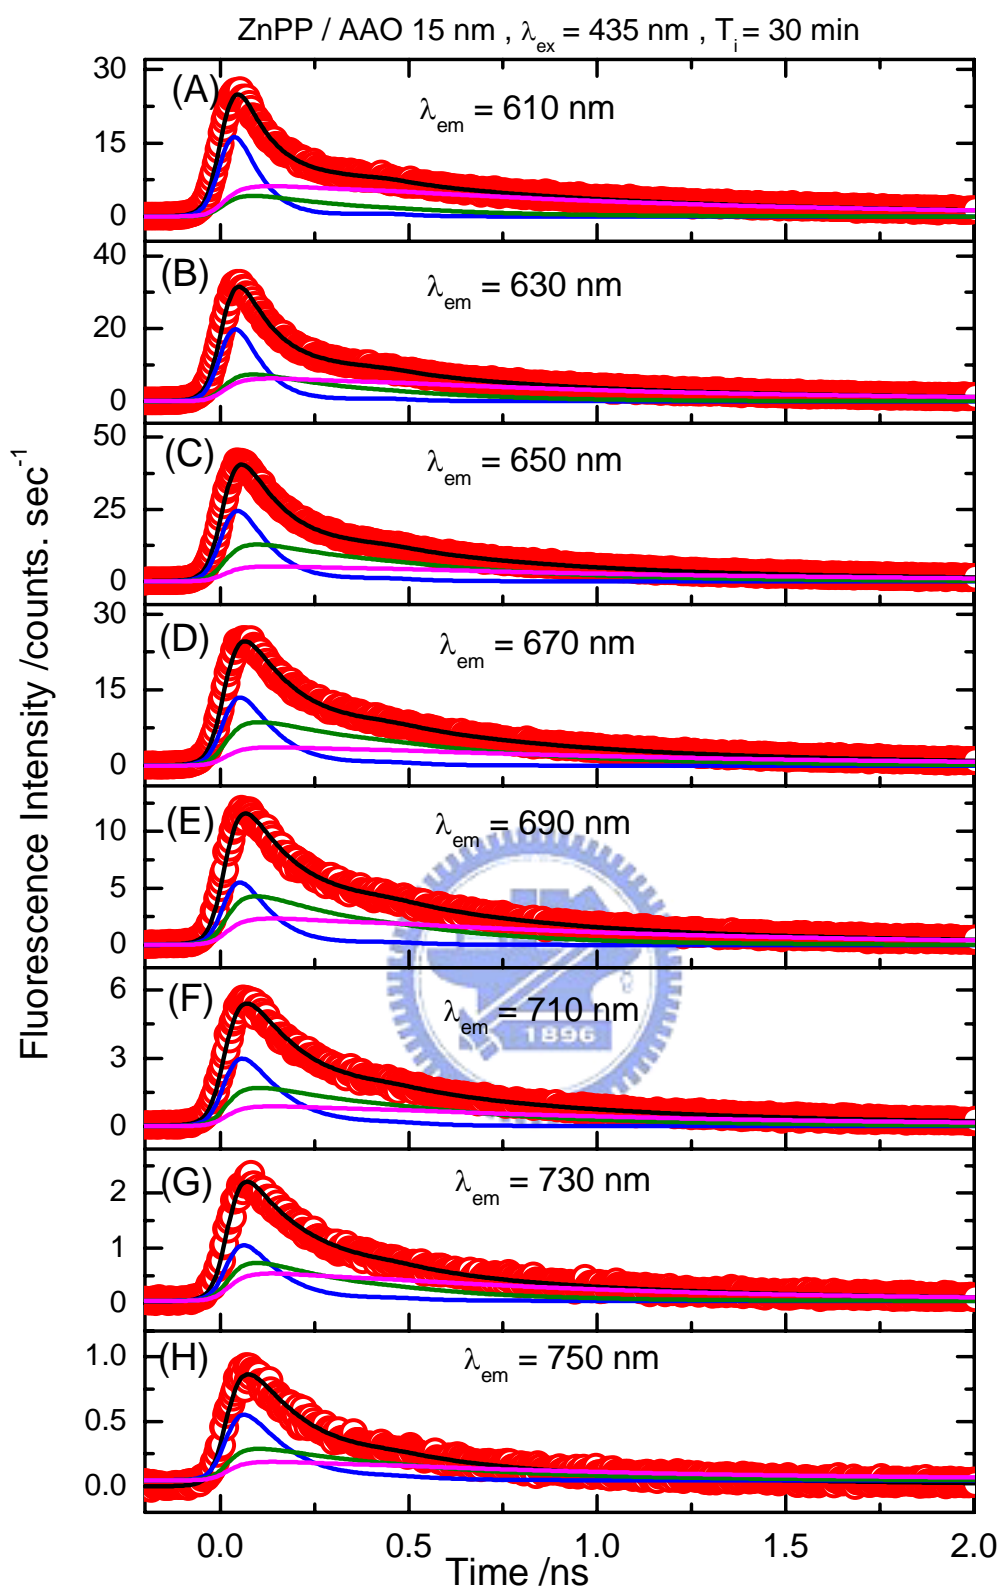 ZnPP / AAO 15 nm , λex = 435 nm , Ti = 30 min
Fluorescence Intensity /counts. sec-1
(A) λem = 610 nm
30
15
0
(B) λem = 630 nm
40
20
0
(C) λem = 650 nm
50
25
0
(D) λem = 670 nm
30
15
0
(E) λem = 690 nm
10
5
0
(F) λem = 710 nm
6
3
0
1896
(G) λem = 730 nm
2
1
0
(H) λem = 750 nm
1.0
0.5
0.0
0.0 0.5 1.0 1.5 2.0
Time /ns